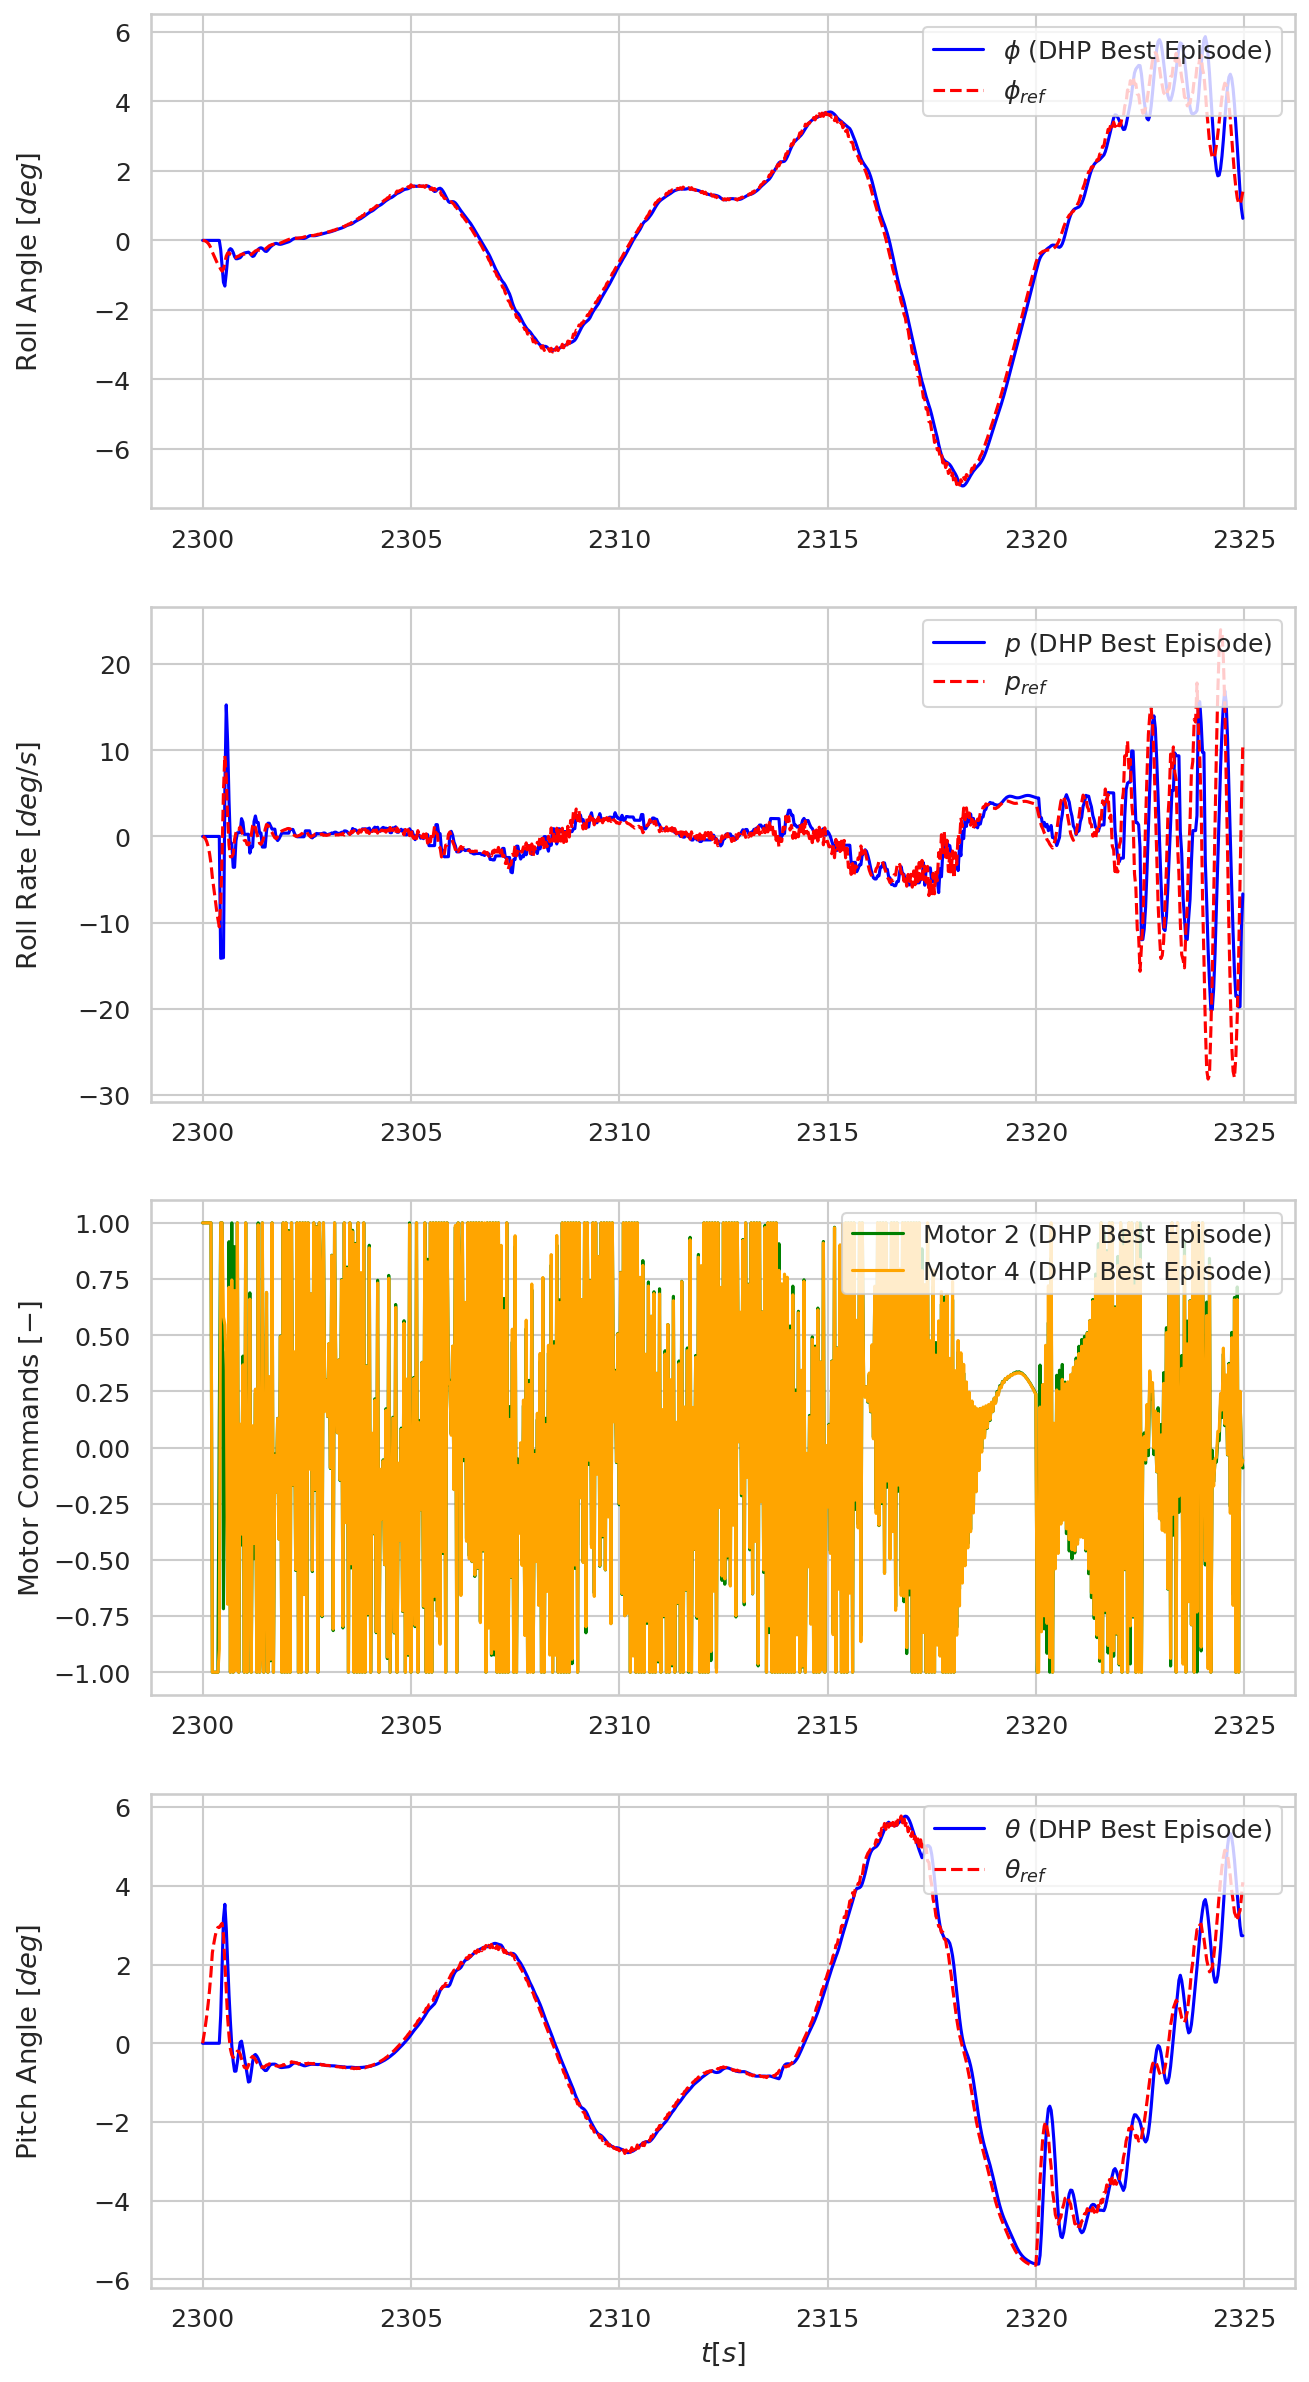 6
4
2
0
−2
−4
−6
Roll Angle [deg]
ϕ (DHP Best Episode)
ϕref
2300 2305 2310 2315 2320 2325
20
10
0
−10
−20
−30
Roll Rate [deg/s]
p (DHP Best Episode)
pref
2300 2305 2310 2315 2320 2325
1.00
0.75
0.50
0.25
0.00
−0.25
−0.50
−0.75
−1.00
Motor Commands [−]
Motor 2 (DHP Best Episode)
Motor 4 (DHP Best Episode)
2300 2305 2310 2315 2320 2325
6
4
2
0
−2
−4
−6
Pitch Angle [deg]
θ (DHP Best Episode)
θref
2300 2305 2310 2315 2320 2325
t[s]